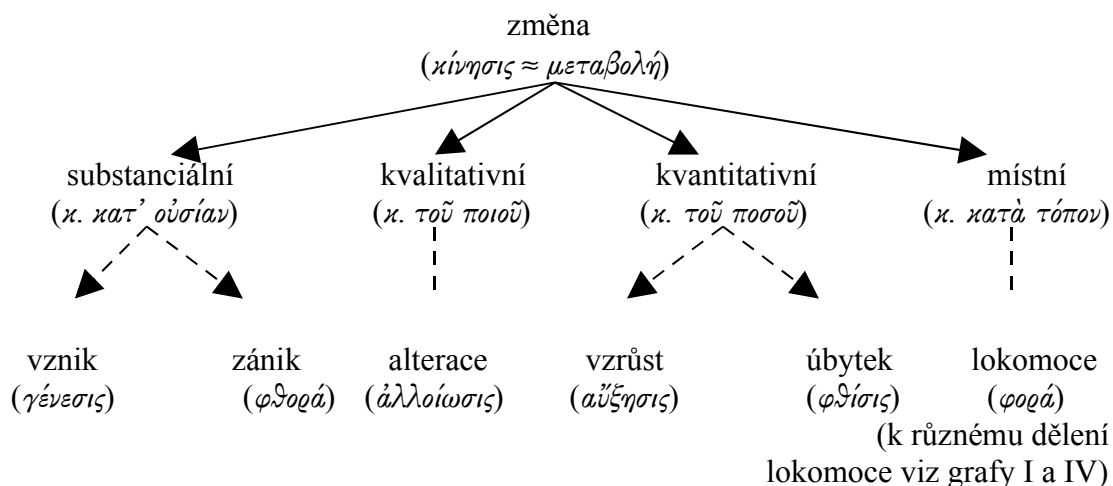 změna
(κίνησις ≈ μεταβολή)
substanciální kvalitativní kvantitativní místní
(κ. κατ’ οὐσίαν) (κ. τοῦ ποιοῦ) (κ. τοῦ ποσοῦ) (κ. κατὰ τόπον)
vznik zánik alterace vzrůst úbytek lokomoce
(γένεσις) (φϑορά) (ἀλλοίωσις) (αὔξησις) (φϑίσις) (φορά)
(k různému dělení
lokomoce viz grafy I a IV)